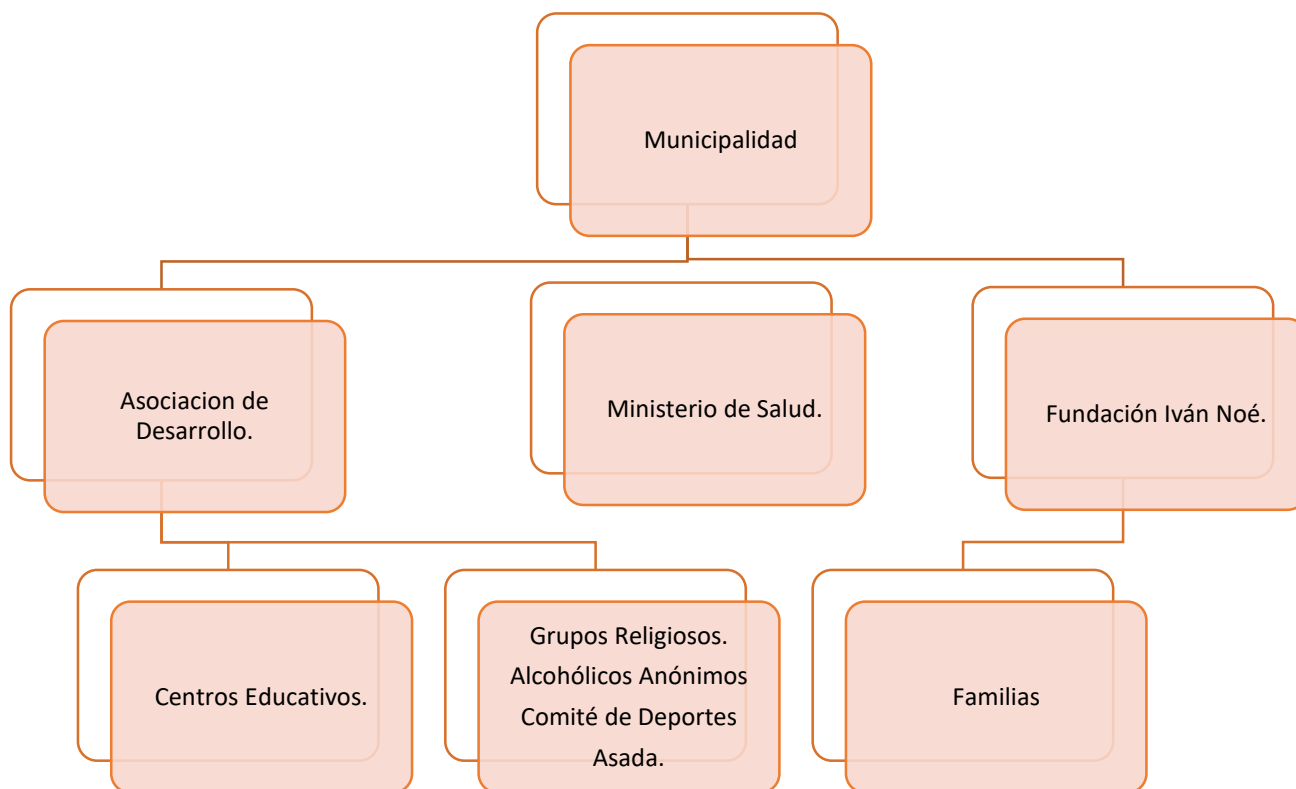 Municipalidad
Asociacion de
Desarrollo.
Ministerio de Salud.
Fundación Iván Noé.
Centros Educativos.
Grupos Religiosos.
Alcohólicos Anónimos
Comité de Deportes
Asada.
Familias